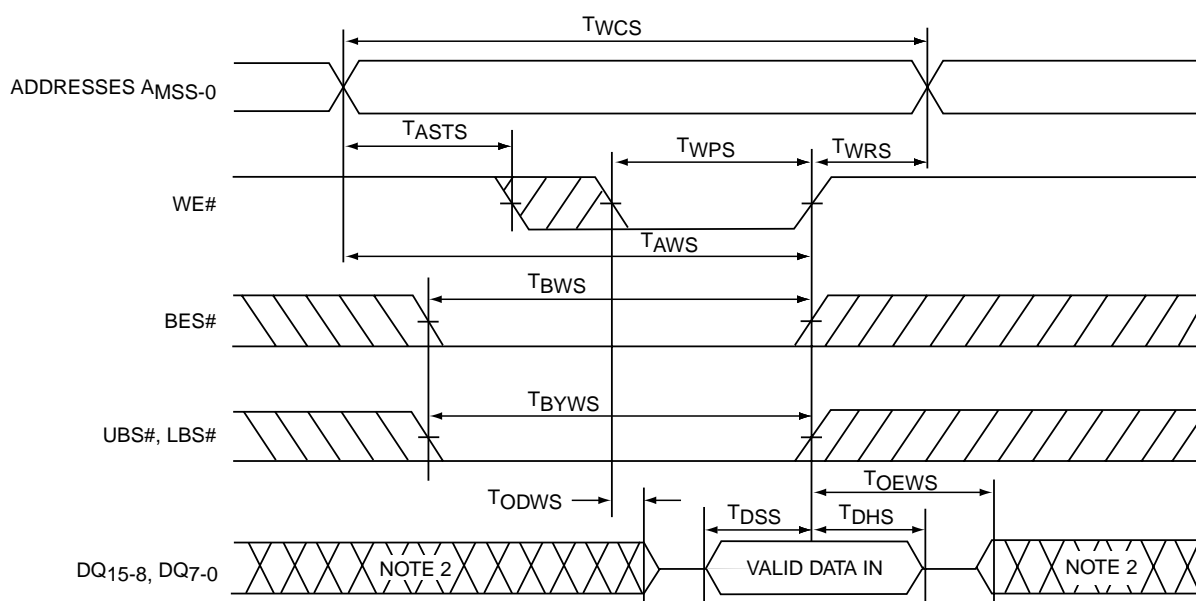 TWCS
ADDRESSES AMSS-0
TASTS
TWPS
TWRS
WE#
TAWS
TBWS
BES#
TBYWS
UBS#, LBS#
TOEWS
TODWS
TDSS
TDHS
DQ15-8, DQ7-0
NOTE 2
VALID DATA IN
NOTE 2